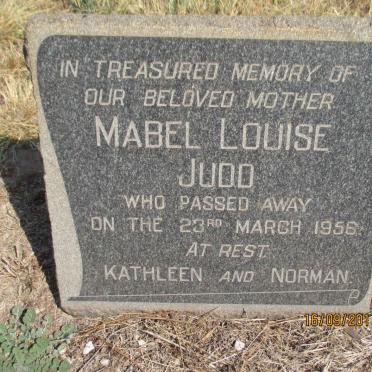 IN TREASURED MEMORY OF
OUR BELOVED MOTHER
MABEL LOUISE
JUDD
WHO PASSED AWAY
ON THE 23RD MARCH 1956.
AT REST.
KATHLEEN AND NORMAN